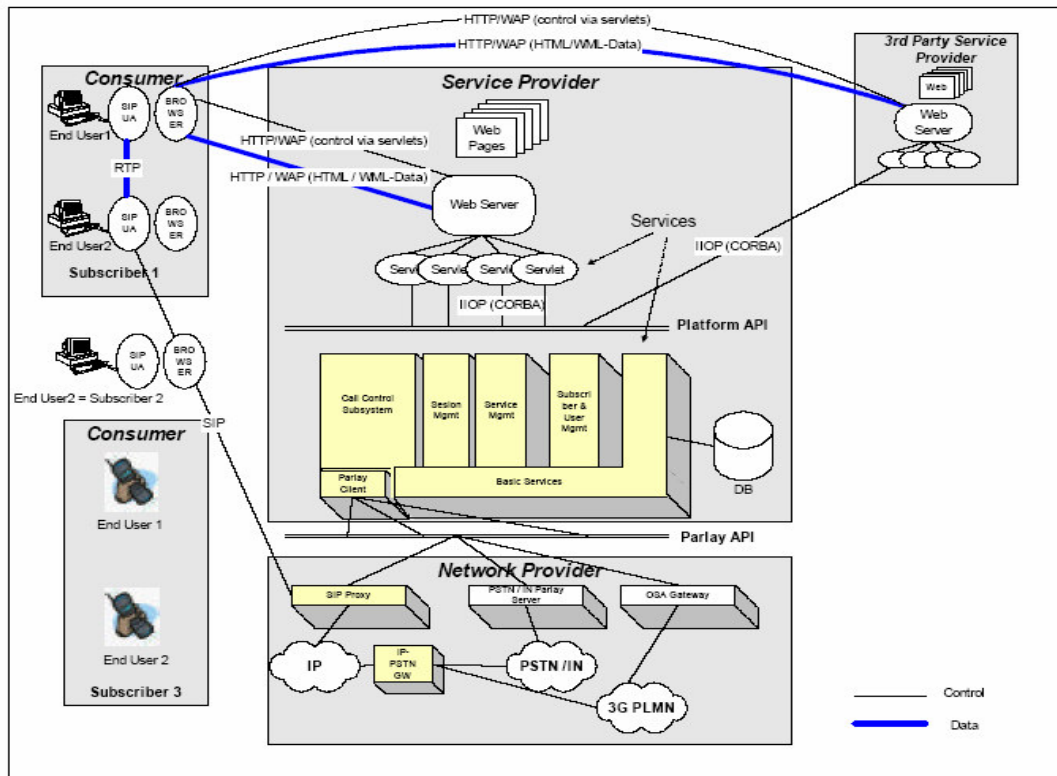 HTTP/WAP (control via servlets)
HTTP/WAP (HTML/WML-Data)
3rd Party Service
Provider
Web
Web
Server
Consumer
End User1
SIP
UA
BRO
WS
ER
RTP
End User2
SIP
UA
BRO
WS
ER
Subscriber 1
Service Provider
Web
Pages
HTTP/WAP (control via servlets)
HTTP / WAP (HTML / WML-Data)
Web Server
Services
Servl
Servle
Servl
Servlet
IIOP (CORBA)
IIOP (CORBA)
Platform API
SIP
UA
BRO
WS
ER
End User2 = Subscriber 2
SIP
Call Control
Subsystem
Sesion
Mgmt
Service
Mgmt
Subscri
ber &
User
Mgmt
Parlay
Client
Basic Services
DB
Parlay API
Consumer
End User 1
End User 2
Subscriber 3
Network Provider
SIP Proxy
PSTN / IN Parlay
Server
OSA Gateway
IP
IP-
PSTN
GW
PSTN /IN
3G PLMN
Control
Data